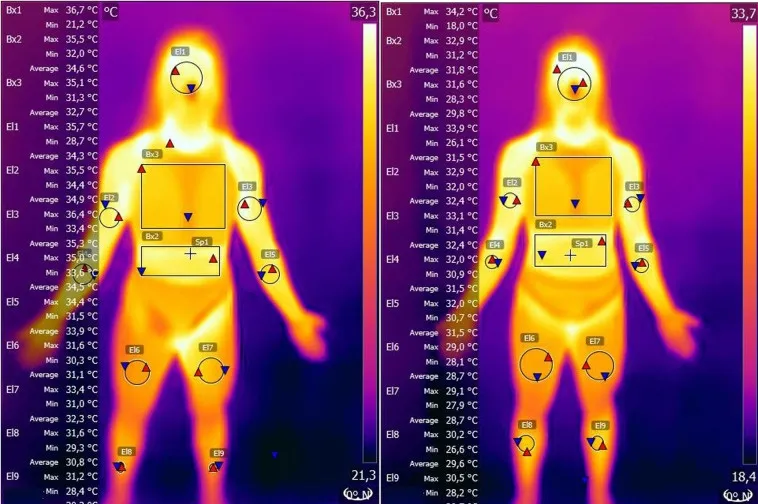 Bx1 Max 36,7 °C
Min 21,2 °C
Bx2 Max 35,5 °C
Min 32,0 °C
Average 34,6 °C
Bx3 Max 35,1 °C
Min 31,3 °C
Average 32,7 °C
El1 Max 35,7 °C
Min 28,7 °C
Average 34,3 °C
El2 Max 35,5 °C
Min 34,4 °C
Average 34,9 °C
El3 Max 36,4 °C
Min 33,4 °C
Average 35,3 °C
El4 Max 35,0 °C
Min 33,6 °C
Average 34,5 °C
El5 Max 34,4 °C
Min 31,5 °C
Average 33,9 °C
El6 Max 31,6 °C
Min 30,3 °C
Average 31,1 °C
El7 Max 33,4 °C
Min 31,0 °C
Average 32,3 °C
El8 Max 31,6 °C
Min 29,3 °C
Average 30,8 °C
El9 Max 31,2 °C
Min 28,4 °C
°C
36,3
El1
Bx3
El2
El3
Bx2
Sp1
El5
El6
El7
El8
El9
21,3
Bx1 Max 34,2 °C
Min 18,0 °C
Bx2 Max 32,9 °C
Min 31,2 °C
Average 31,8 °C
Bx3 Max 31,6 °C
Min 28,3 °C
Average 29,8 °C
El1 Max 33,9 °C
Min 26,1 °C
Average 31,5 °C
El2 Max 32,9 °C
Min 32,0 °C
Average 32,4 °C
El3 Max 33,1 °C
Min 31,4 °C
Average 32,4 °C
El4 Max 32,0 °C
Min 30,9 °C
Average 31,5 °C
El5 Max 32,0 °C
Min 30,7 °C
Average 31,5 °C
El6 Max 29,0 °C
Min 28,1 °C
Average 28,7 °C
El7 Max 29,1 °C
Min 27,9 °C
Average 28,7 °C
El8 Max 30,2 °C
Min 26,6 °C
Average 29,6 °C
El9 Max 30,5 °C
Min 28,2 °C
°C
33,7
El1
Bx3
El2
El3
Bx2
Sp1
El4
El5
El6
El7
El8
El9
18,4